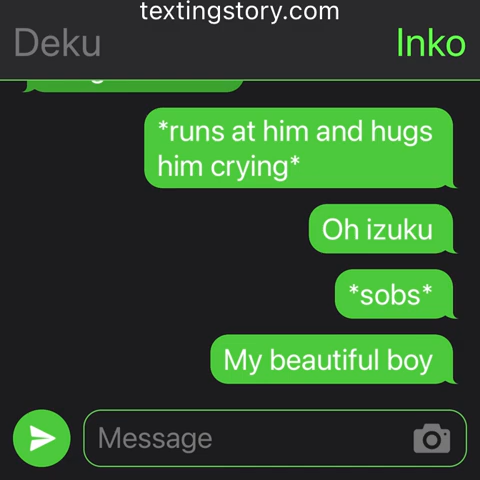 textingstory.com
Deku
Inko
*runs at him and hugs
him crying*
Oh izuku
*sobs*
My beautiful boy
Message